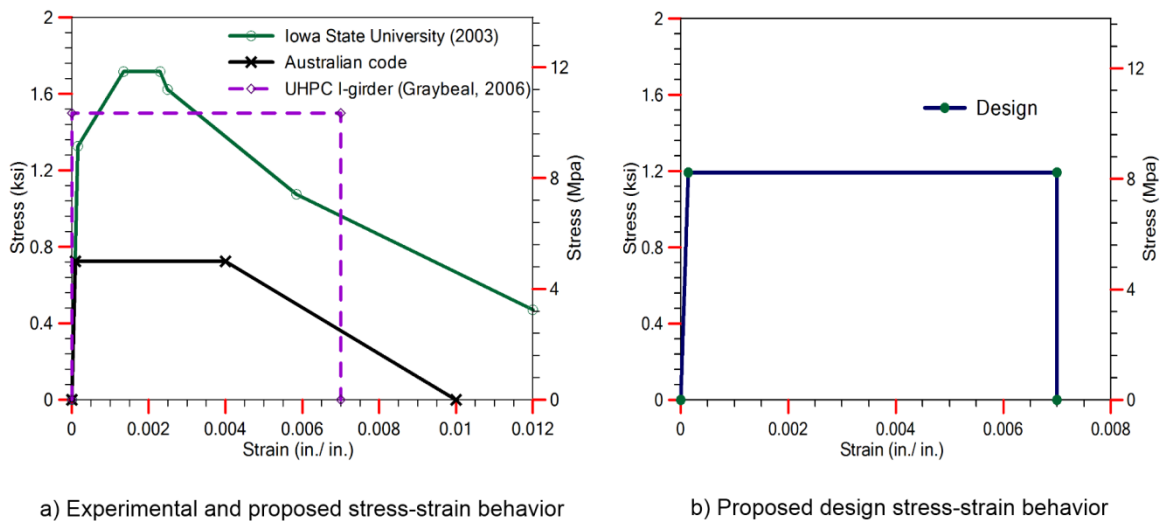 2
1.6
1.2
0.8
0.4
0
Stress (ksi)
Iowa State University (2003)
Australian code
UHPC I-girder (Graybeal, 2006)
12
8
4
0
Stress (Mpa)
0 0.002 0.004 0.006 0.008 0.01 0.012
Strain (in./ in.)
a) Experimental and proposed stress-strain behavior
2
1.6
1.2
0.8
0.4
0
Stress (ksi)
Design
12
8
4
0
Stress (Mpa)
0 0.002 0.004 0.006 0.008
Strain (in./ in.)
b) Proposed design stress-strain behavior